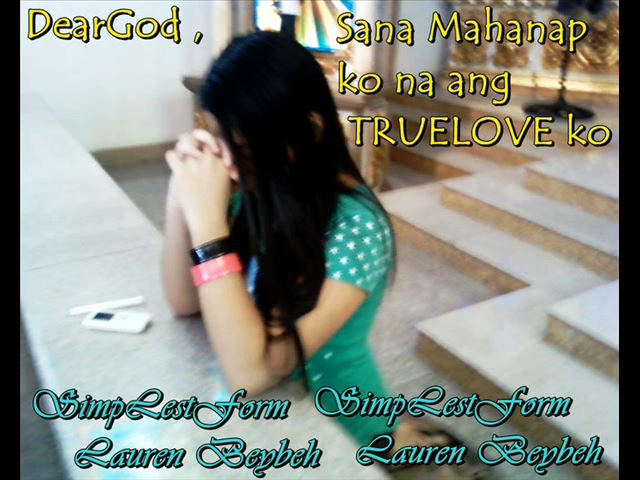 DearGod ,
Sana Mahanap
ko na ang
TRUELOVE ko
SimpLestForm
Lauren Beybeh
SimpLestForm
Lauren Beybeh